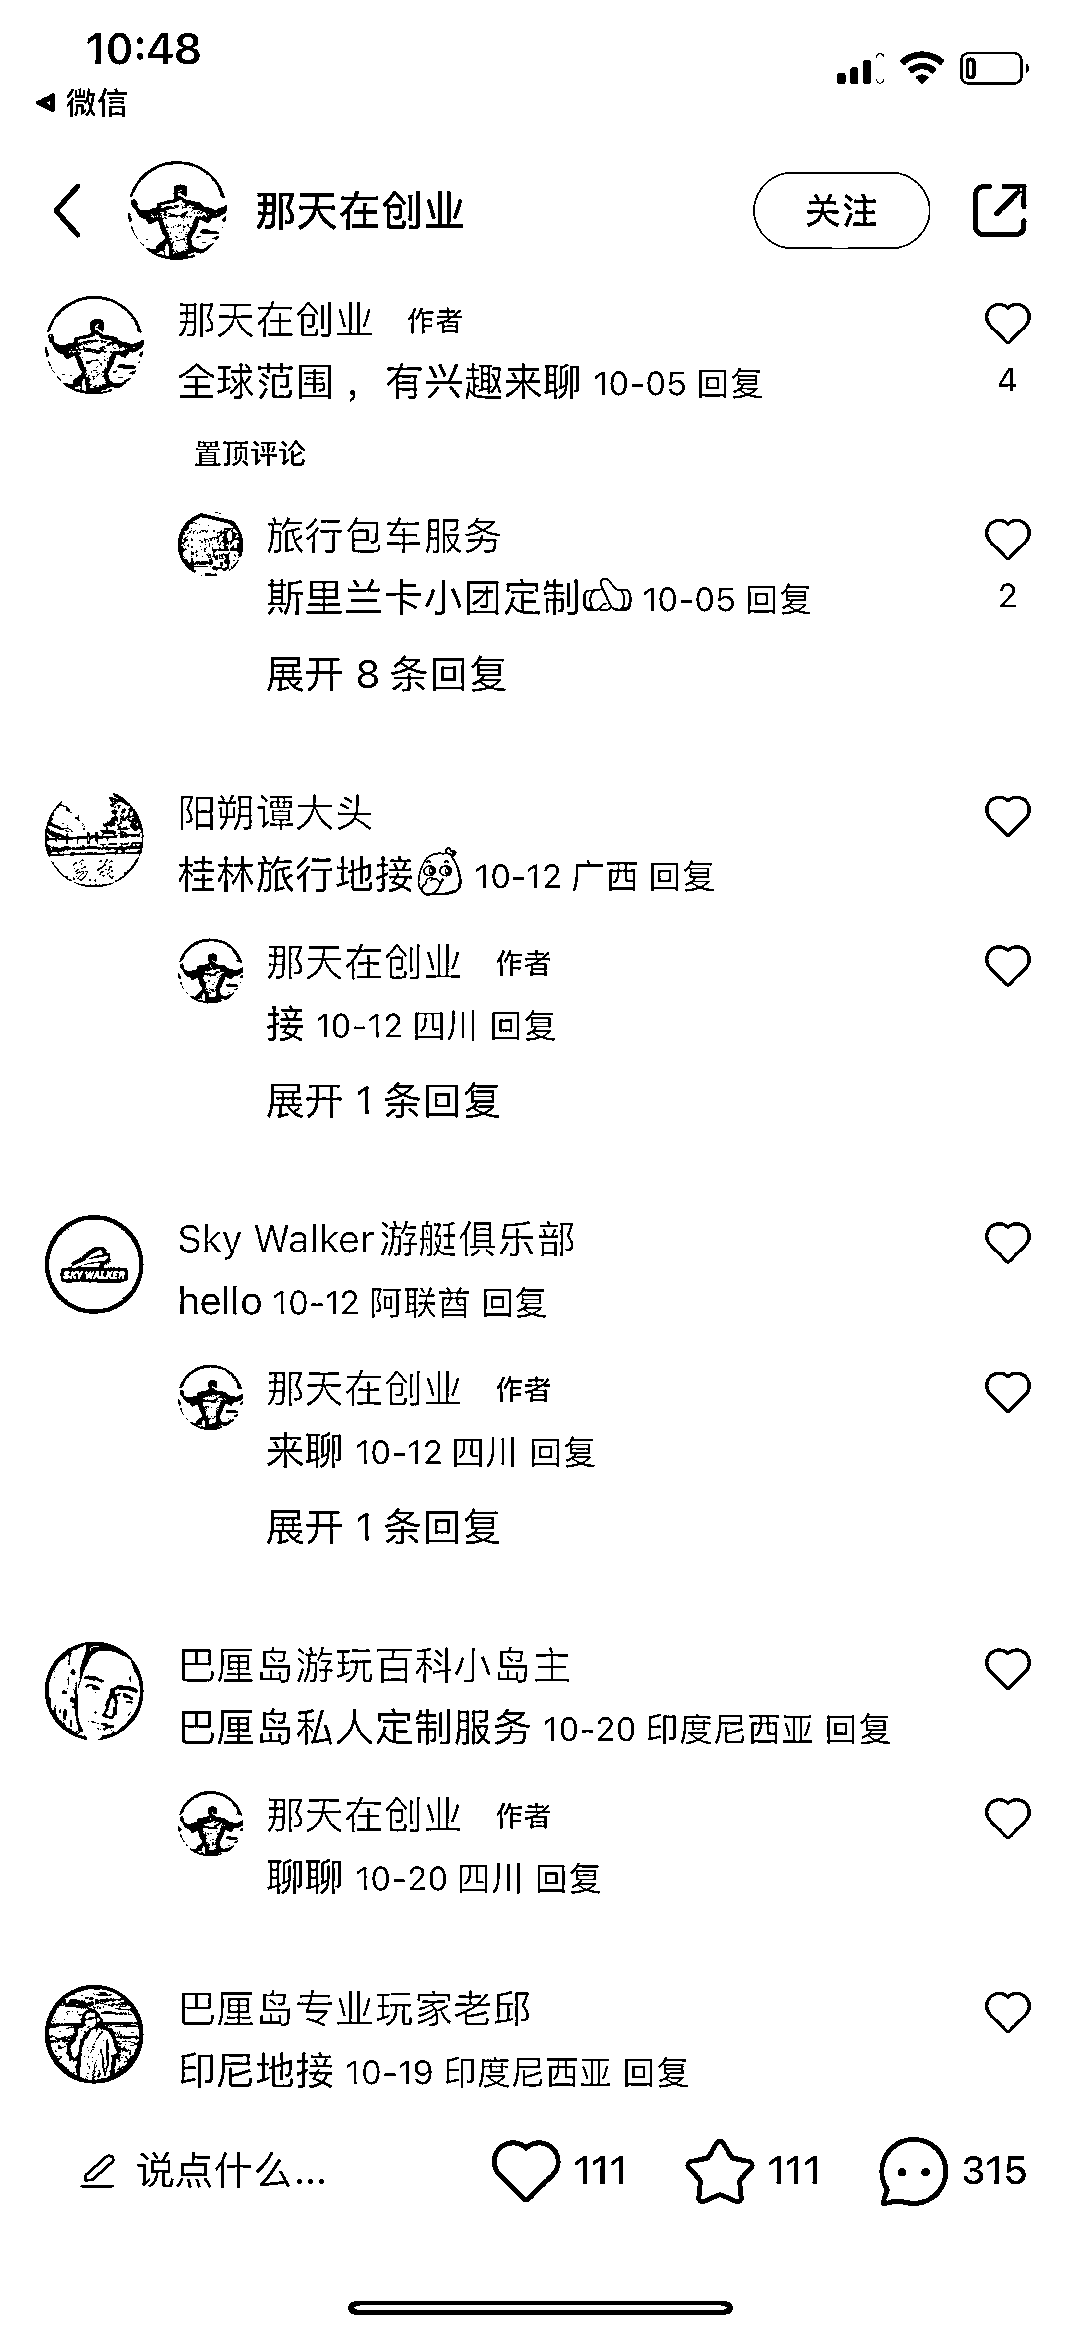 10:48
微信
那天在创业
关注
那天在创业 作者
全球范围，有兴趣来聊 10-05 回复
4
置顶评论
旅行包车服务
斯里兰卡小团定制👍 10-05 回复
2
展开 8 条回复
阳朔谭大头
桂林旅行地接 10-12 广西 回复
那天在创业 作者
接 10-12 四川 回复
展开 1 条回复
Sky Walker游艇俱乐部
SKY WALKER
hello 10-12 阿联酋 回复
那天在创业 作者
来聊 10-12 四川 回复
展开 1 条回复
巴厘岛游玩百科小岛主
巴厘岛私人定制服务 10-20 印度尼西亚 回复
那天在创业 作者
聊聊 10-20 四川 回复
巴厘岛专业玩家老邱
印尼地接 10-19 印度尼西亚 回复
说点什么...
111
111
315